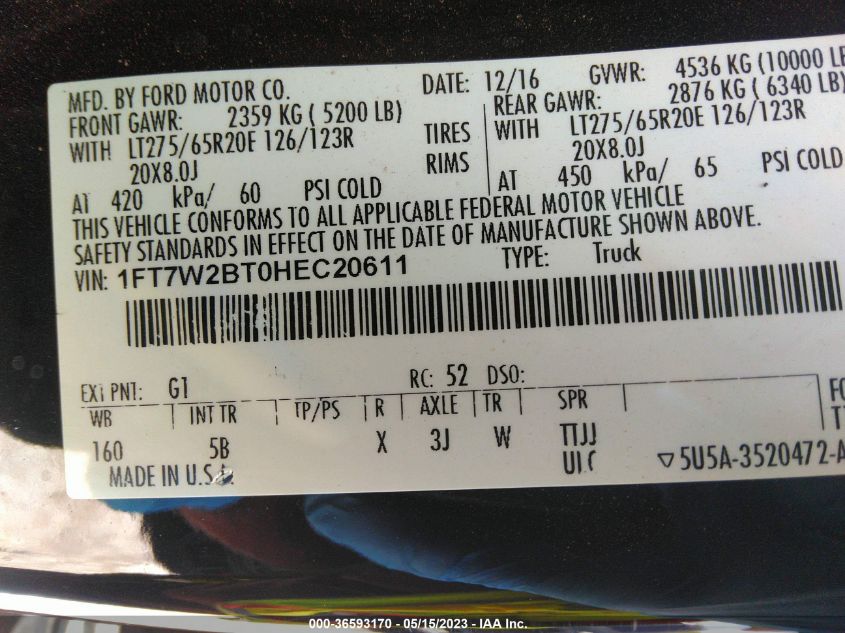 MFD. BY FORD MOTOR CO.
DATE: 12/16 GVWR: 4536 KG (10000 LB
FRONT GAWR: 2359 KG ( 5200 LB)
REAR GAWR: 2876 KG ( 6340 LB)
WITH LT275/65R20E 126/123R TIRES
WITH LT275/65R20E 126/123R
20X8.0J RIMS
20X8.0J
AT 420 kPa/ 60 PSI COLD
AT 450 kPa/ 65 PSI COLD
THIS VEHICLE CONFORMS TO ALL APPLICABLE FEDERAL MOTOR VEHICLE
SAFETY STANDARDS IN EFFECT ON THE DATE OF MANUFACTURE SHOWN ABOVE.
VIN: 1FT7W2BT0HEC20611 TYPE: Truck
EXT PNT: G1 RC: 52 DSO:
WB INT TR TP/PS R AXLE TR SPR
160 5B X 3J W TTJJ
MADE IN U.S.A. 5U5A-3520472-A
000-36593170 - 05/15/2023 - IAA Inc.